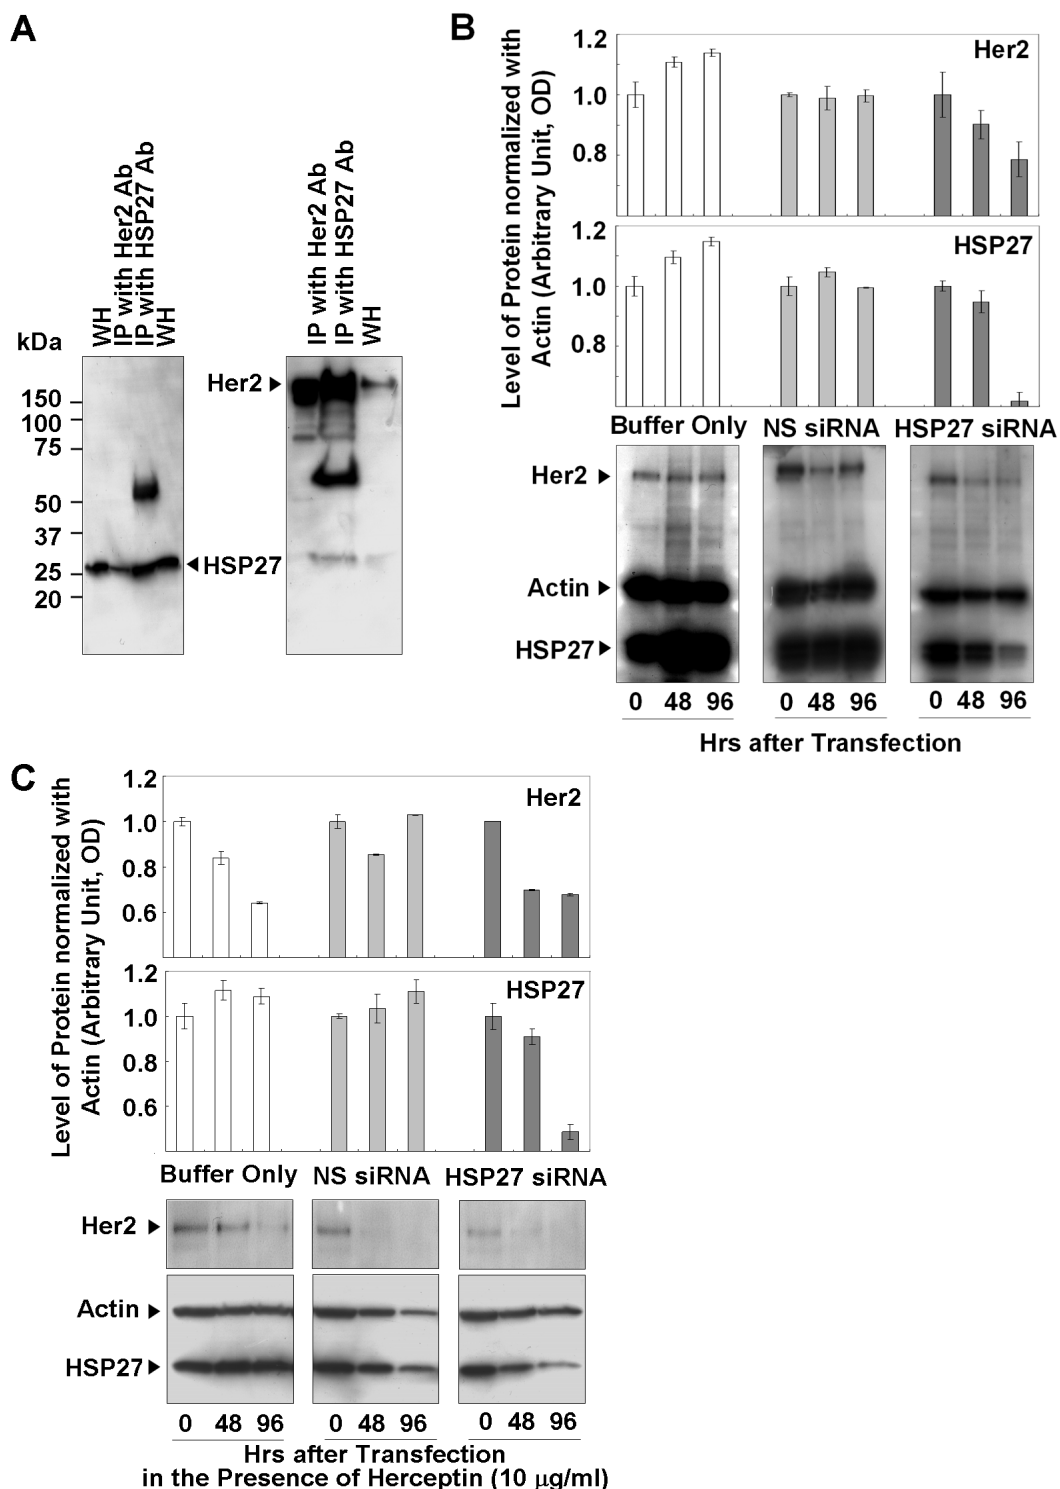 A
WH
IP with Her2 Ab
IP with HSP27 Ab
WH
IP with Her2 Ab
IP with HSP27 Ab
WH
kDa
150
100
75
50
37
25
20
Her2
HSP27
B
Level of Protein normalized with
Actin (Arbitrary Unit, OD)
1.2
1.0
0.8
Her2
1.2
1.0
0.8
HSP27
Buffer Only NS siRNA HSP27 siRNA
Her2
Actin
HSP27
0 48 96 0 48 96 0 48 96
Hrs after Transfection
C
Level of Protein normalized with
Actin (Arbitrary Unit, OD)
1.2
1.0
0.8
0.6
Her2
1.2
1.0
0.8
0.6
HSP27
Buffer Only NS siRNA HSP27 siRNA
Her2
Actin
HSP27
0 48 96 0 48 96 0 48 96
Hrs after Transfection
in the Presence of Herceptin (10 µg/ml)